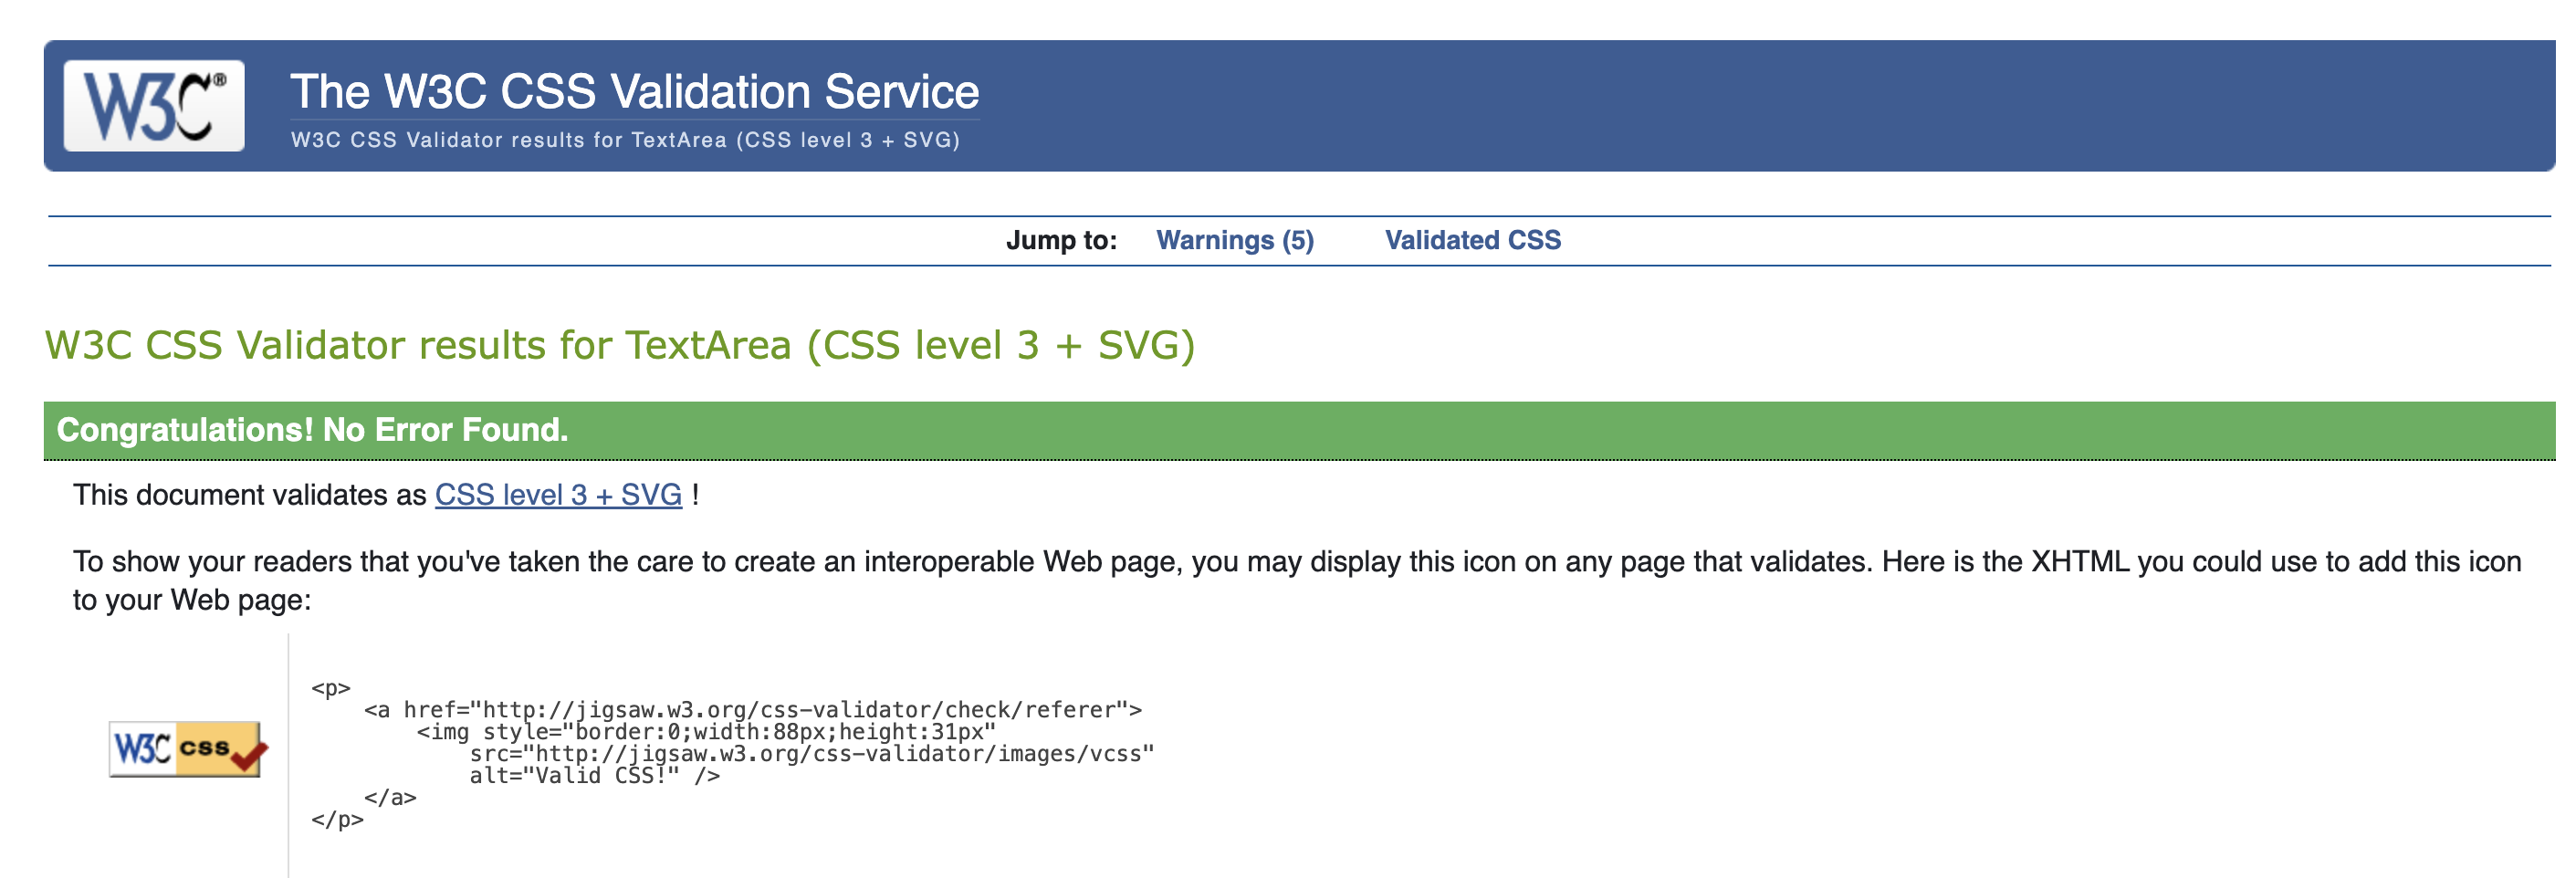 W3C®
The W3C CSS Validation Service
W3C CSS Validator results for TextArea (CSS level 3 + SVG)
Jump to: Warnings (5) Validated CSS
W3C CSS Validator results for TextArea (CSS level 3 + SVG)
Congratulations! No Error Found.
This document validates as CSS level 3 + SVG !
To show your readers that you've taken the care to create an interoperable Web page, you may display this icon on any page that validates. Here is the XHTML you could use to add this icon
to your Web page:
W3C css
<p>
    <a href="http://jigsaw.w3.org/css-validator/check/referer">
        <img style="border:0;width:88px;height:31px"
            src="http://jigsaw.w3.org/css-validator/images/vcss"
            alt="Valid CSS!" />
    </a>
</p>